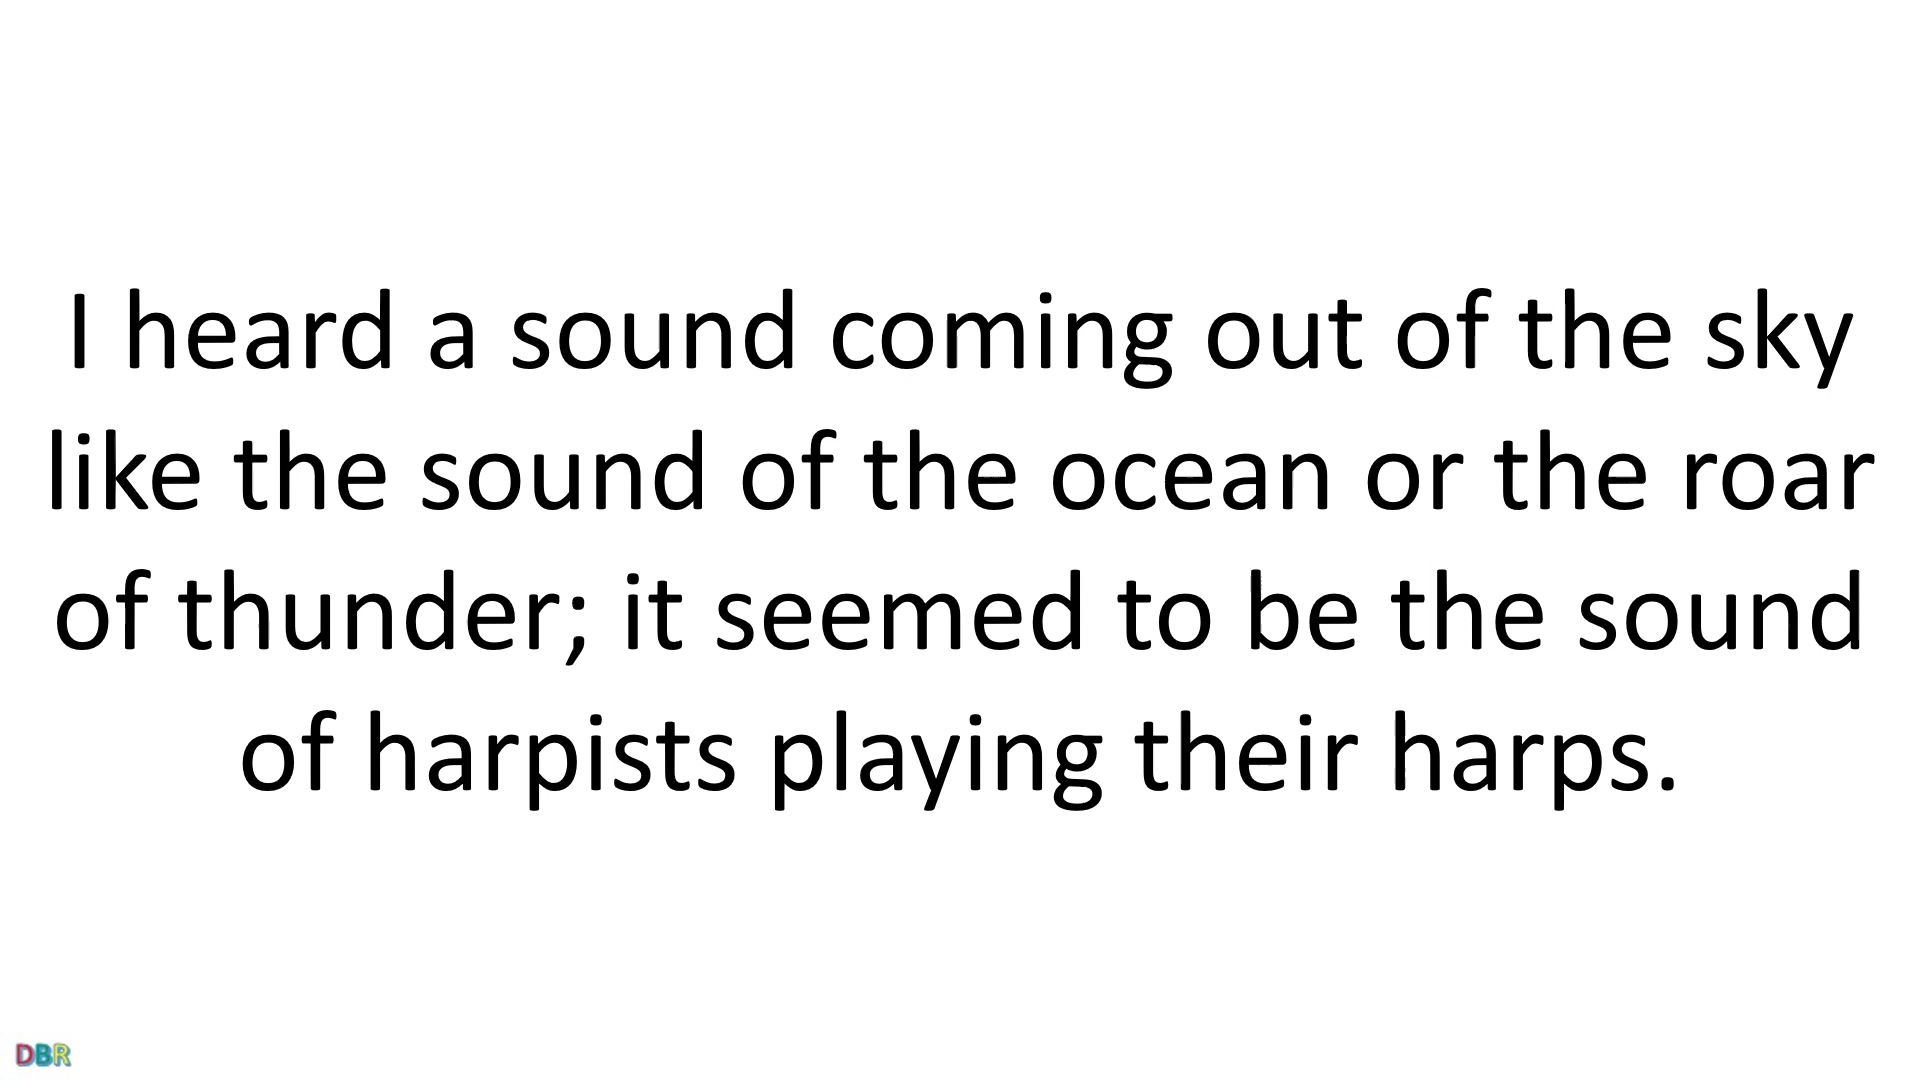 I heard a sound coming out of the sky
like the sound of the ocean or the roar
of thunder; it seemed to be the sound
of harpists playing their harps.
DBR